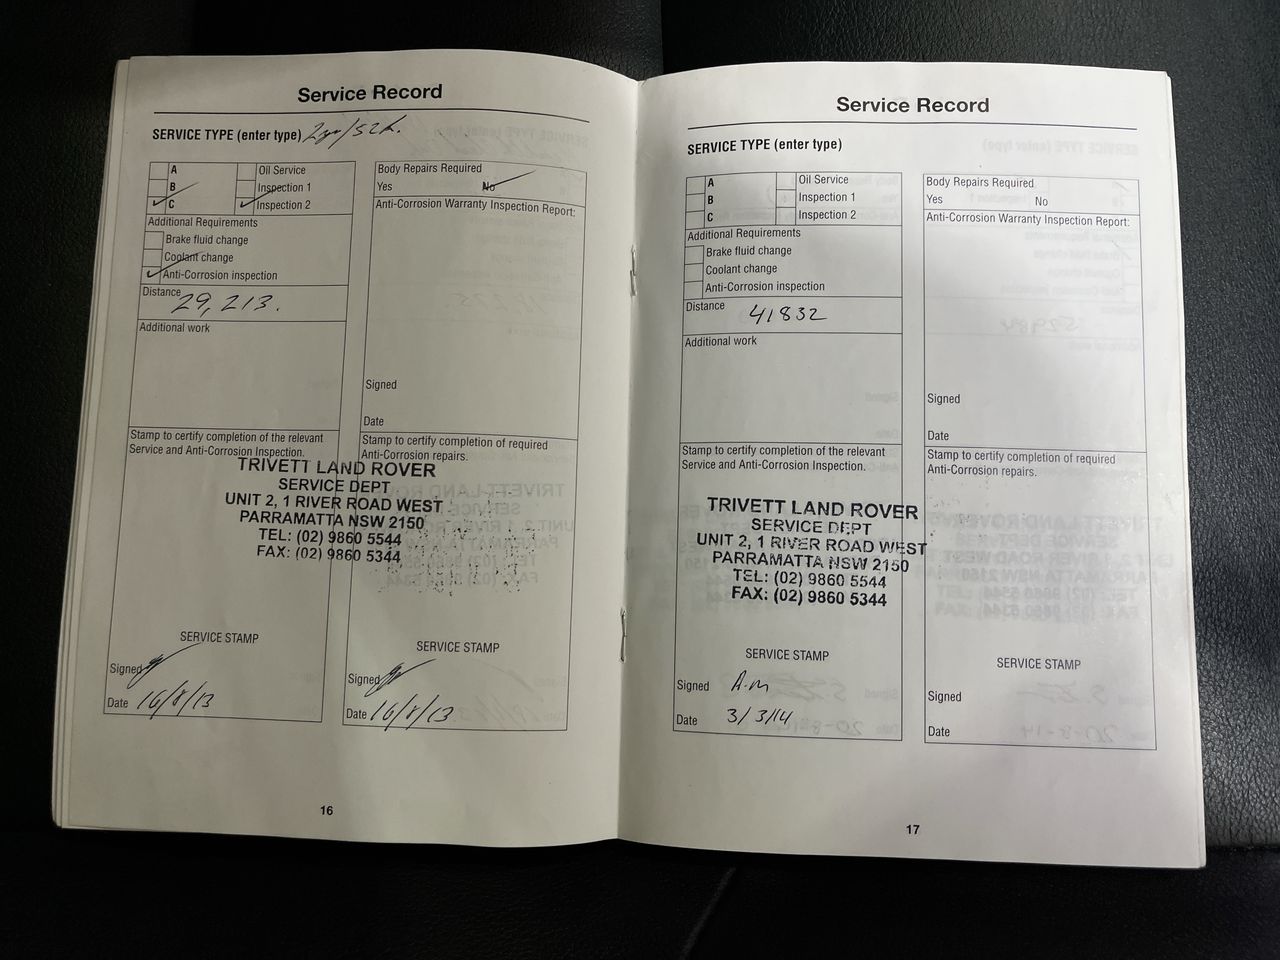 Service Record
SERVICE TYPE (enter type) 2yr/52k.
A
B
C
Oil Service
Inspection 1
Inspection 2
Additional Requirements
Brake fluid change
Coolant change
Anti-Corrosion inspection
Distance 29,213.
Additional work
Stamp to certify completion of the relevant
Service and Anti-Corrosion Inspection.
Body Repairs Required
Yes No
Anti-Corrosion Warranty Inspection Report:
Signed
Date
Stamp to certify completion of required
Anti-Corrosion repairs.
TRIVETT LAND ROVER
SERVICE DEPT
UNIT 2, 1 RIVER ROAD WEST
PARRAMATTA NSW 2150
TEL: (02) 9860 5544
FAX: (02) 9860 5344
SERVICE STAMP
Signed
Date 16/8/13
SERVICE STAMP
Signed
Date 16/8/13
16
Service Record
SERVICE TYPE (enter type)
A
B
C
Oil Service
Inspection 1
Inspection 2
Additional Requirements
Brake fluid change
Coolant change
Anti-Corrosion inspection
Distance 41832
Additional work
Stamp to certify completion of the relevant
Service and Anti-Corrosion Inspection.
TRIVETT LAND ROVER
SERVICE DEPT
UNIT 2, 1 RIVER ROAD WEST
PARRAMATTA NSW 2150
TEL: (02) 9860 5544
FAX: (02) 9860 5344
SERVICE STAMP
Signed A.m
Date 3/3/14
Body Repairs Required
Yes No
Anti-Corrosion Warranty Inspection Report:
Signed
Date
Stamp to certify completion of required
Anti-Corrosion repairs.
SERVICE STAMP
Signed
Date
17